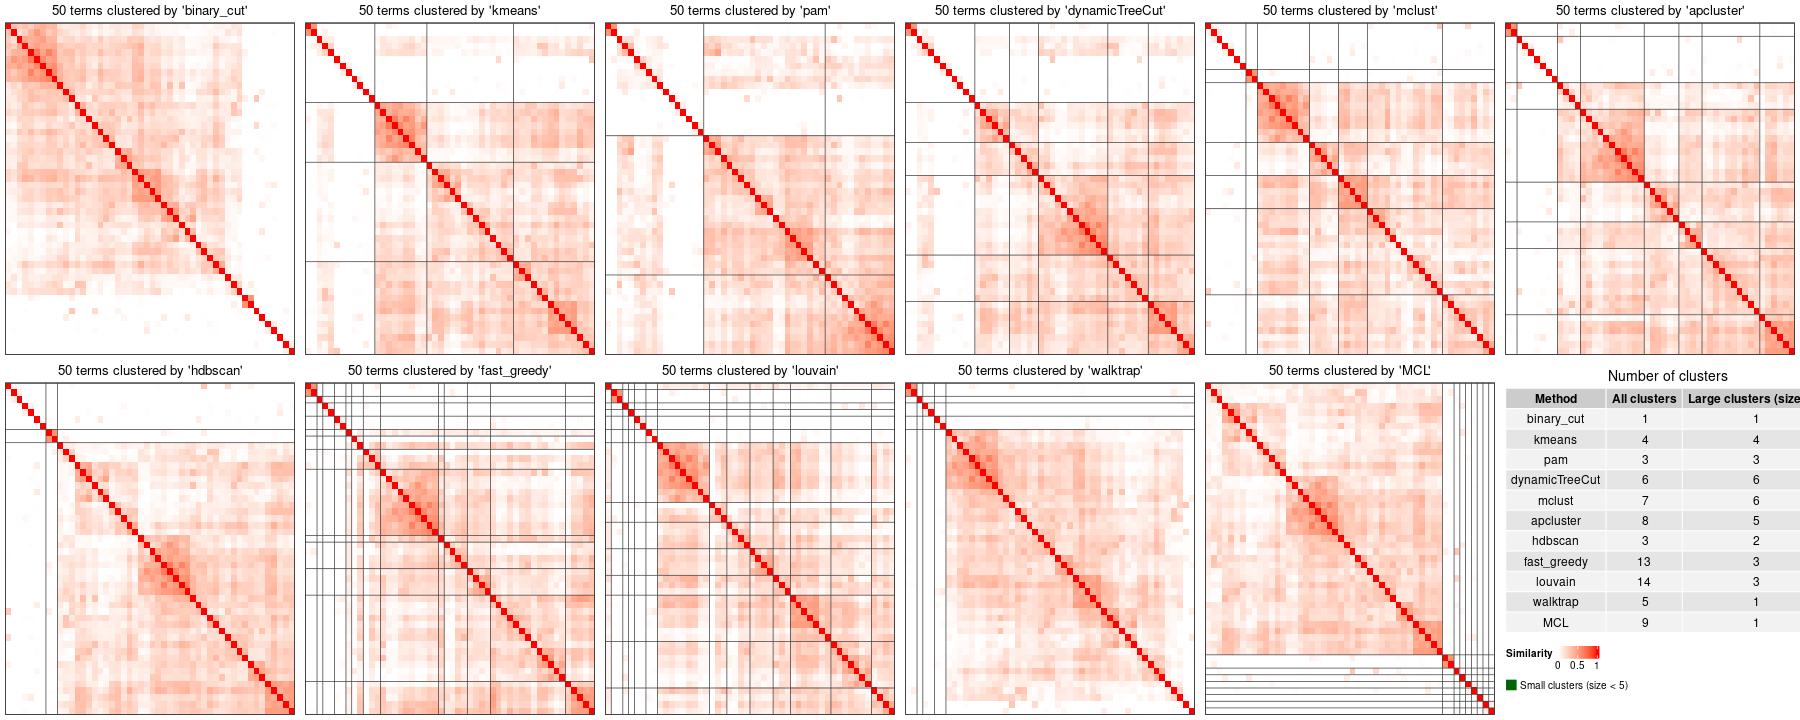 50 terms clustered by 'binary_cut'
50 terms clustered by 'kmeans'
50 terms clustered by 'pam'
50 terms clustered by 'dynamicTreeCut'
50 terms clustered by 'mclust'
50 terms clustered by 'apcluster'
50 terms clustered by 'hdbscan'
50 terms clustered by 'fast_greedy'
50 terms clustered by 'louvain'
50 terms clustered by 'walktrap'
50 terms clustered by 'MCL'
Number of clusters
Method All clusters Large clusters (size
binary_cut 1 1
kmeans 4 4
pam 3 3
dynamicTreeCut 6 6
mclust 7 6
apcluster 8 5
hdbscan 3 2
fast_greedy 13 3
louvain 14 3
walktrap 5 1
MCL 9 1
Similarity
0 0.5 1
Small clusters (size < 5)